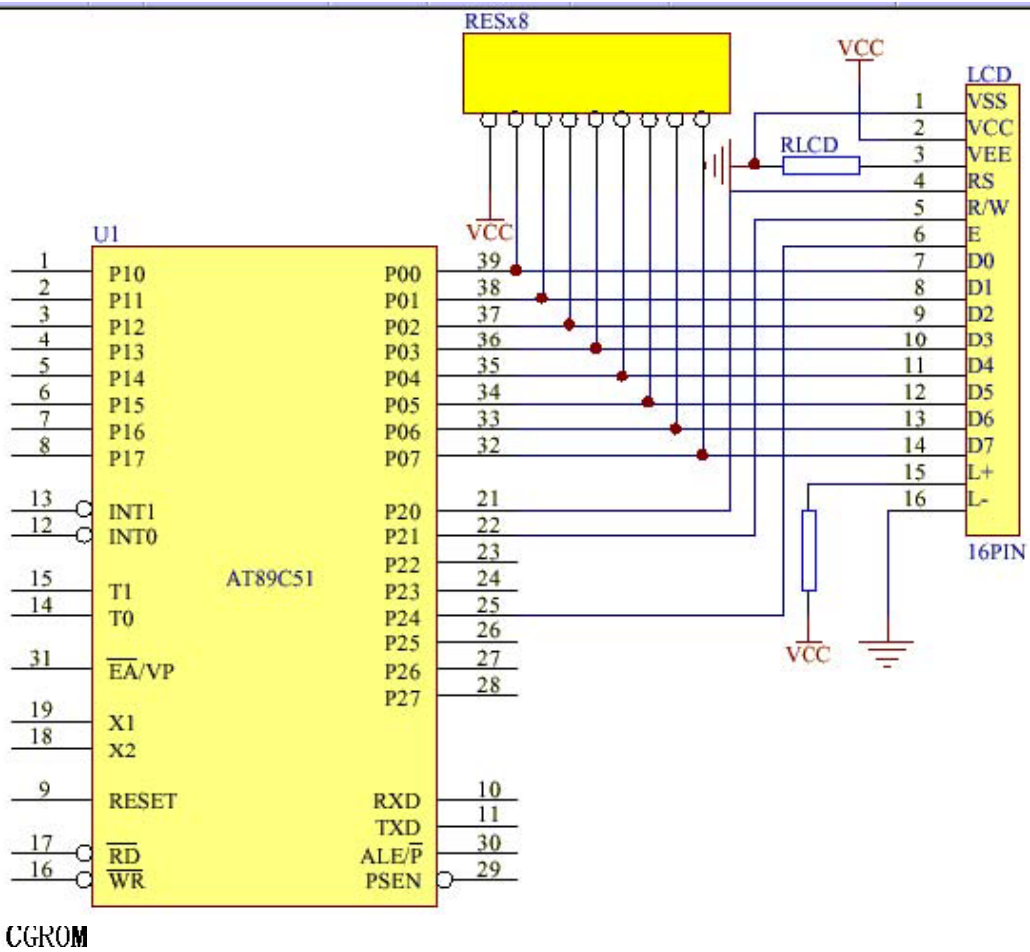 RESx8
VCC
LCD
1 VSS
2 VCC
RLCD
3 VEE
4 RS
5 R/W
6 E
VCC
U1
1 P10 P00 39 7 D0
2 P11 P01 38 8 D1
3 P12 P02 37 9 D2
4 P13 P03 36 10 D3
5 P14 P04 35 11 D4
6 P15 P05 34 12 D5
7 P16 P06 33 13 D6
8 P17 P07 32 14 D7
15 L+
13 INT1 P20 21 16 L-
12 INT0 P21 22
P22 23
16PIN
AT89C51
15 T1 P23 24
14 T0 P24 25
P25 26
VCC
31 EA/VP P26 27
P27 28
19 X1
18 X2
9 RESET RXD 10
TXD 11
17 RD ALE/P 30
16 WR PSEN 29
CGROM